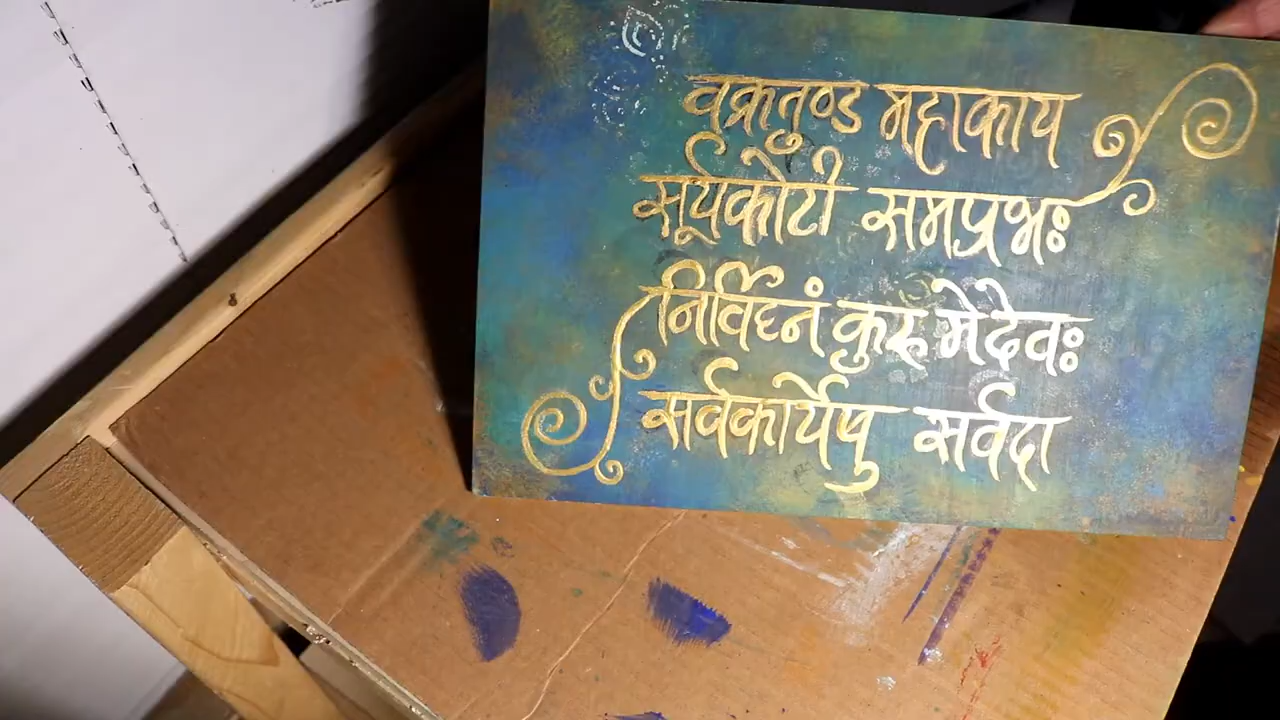 वक्रतुण्ड महाकाय
सूर्यकोटी समप्रभः
निर्विघ्नं कुरु मे देवः
सर्वकार्येषु सर्वदा